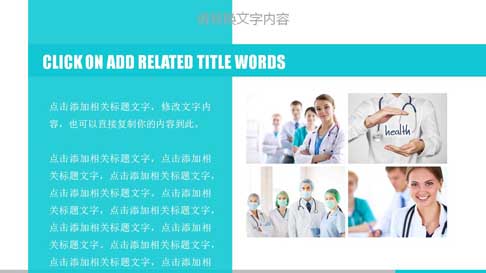 请替换文字内容
CLICK ON ADD RELATED TITLE WORDS
点击添加相关标题文字，修改文字内
容，也可以直接复制你的内容到此。
点击添加相关标题文字，点击添加相
关标题文字，点击添加相关标题文字，
点击添加相关标题文字，点击添加相
关标题文字，点击添加相关标题文字，
点击添加相关标题文字，点击添加相
关标题文字，点击添加相关标题文字，
点击添加相关标题文字，点击添加相
health